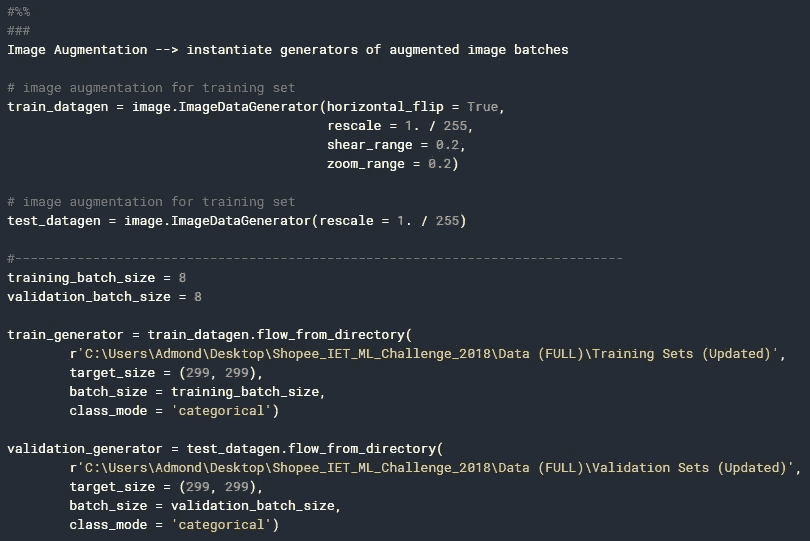 #%%
###
Image Augmentation --> instantiate generators of augmented image batches
# image augmentation for training set
train_datagen = image.ImageDataGenerator(horizontal_flip = True,
rescale = 1. / 255,
shear_range = 0.2,
zoom_range = 0.2)
# image augmentation for training set
test_datagen = image.ImageDataGenerator(rescale = 1. / 255)
#------------------------------------------------------------------------------
training_batch_size = 8
validation_batch_size = 8
train_generator = train_datagen.flow_from_directory(
r'C:\Users\Admond\Desktop\Shopee_IET_ML_Challenge_2018\Data (FULL)\Training Sets (Updated)',
target_size = (299, 299),
batch_size = training_batch_size,
class_mode = 'categorical')
validation_generator = test_datagen.flow_from_directory(
r'C:\Users\Admond\Desktop\Shopee_IET_ML_Challenge_2018\Data (FULL)\Validation Sets (Updated)',
target_size = (299, 299),
batch_size = validation_batch_size,
class_mode = 'categorical')